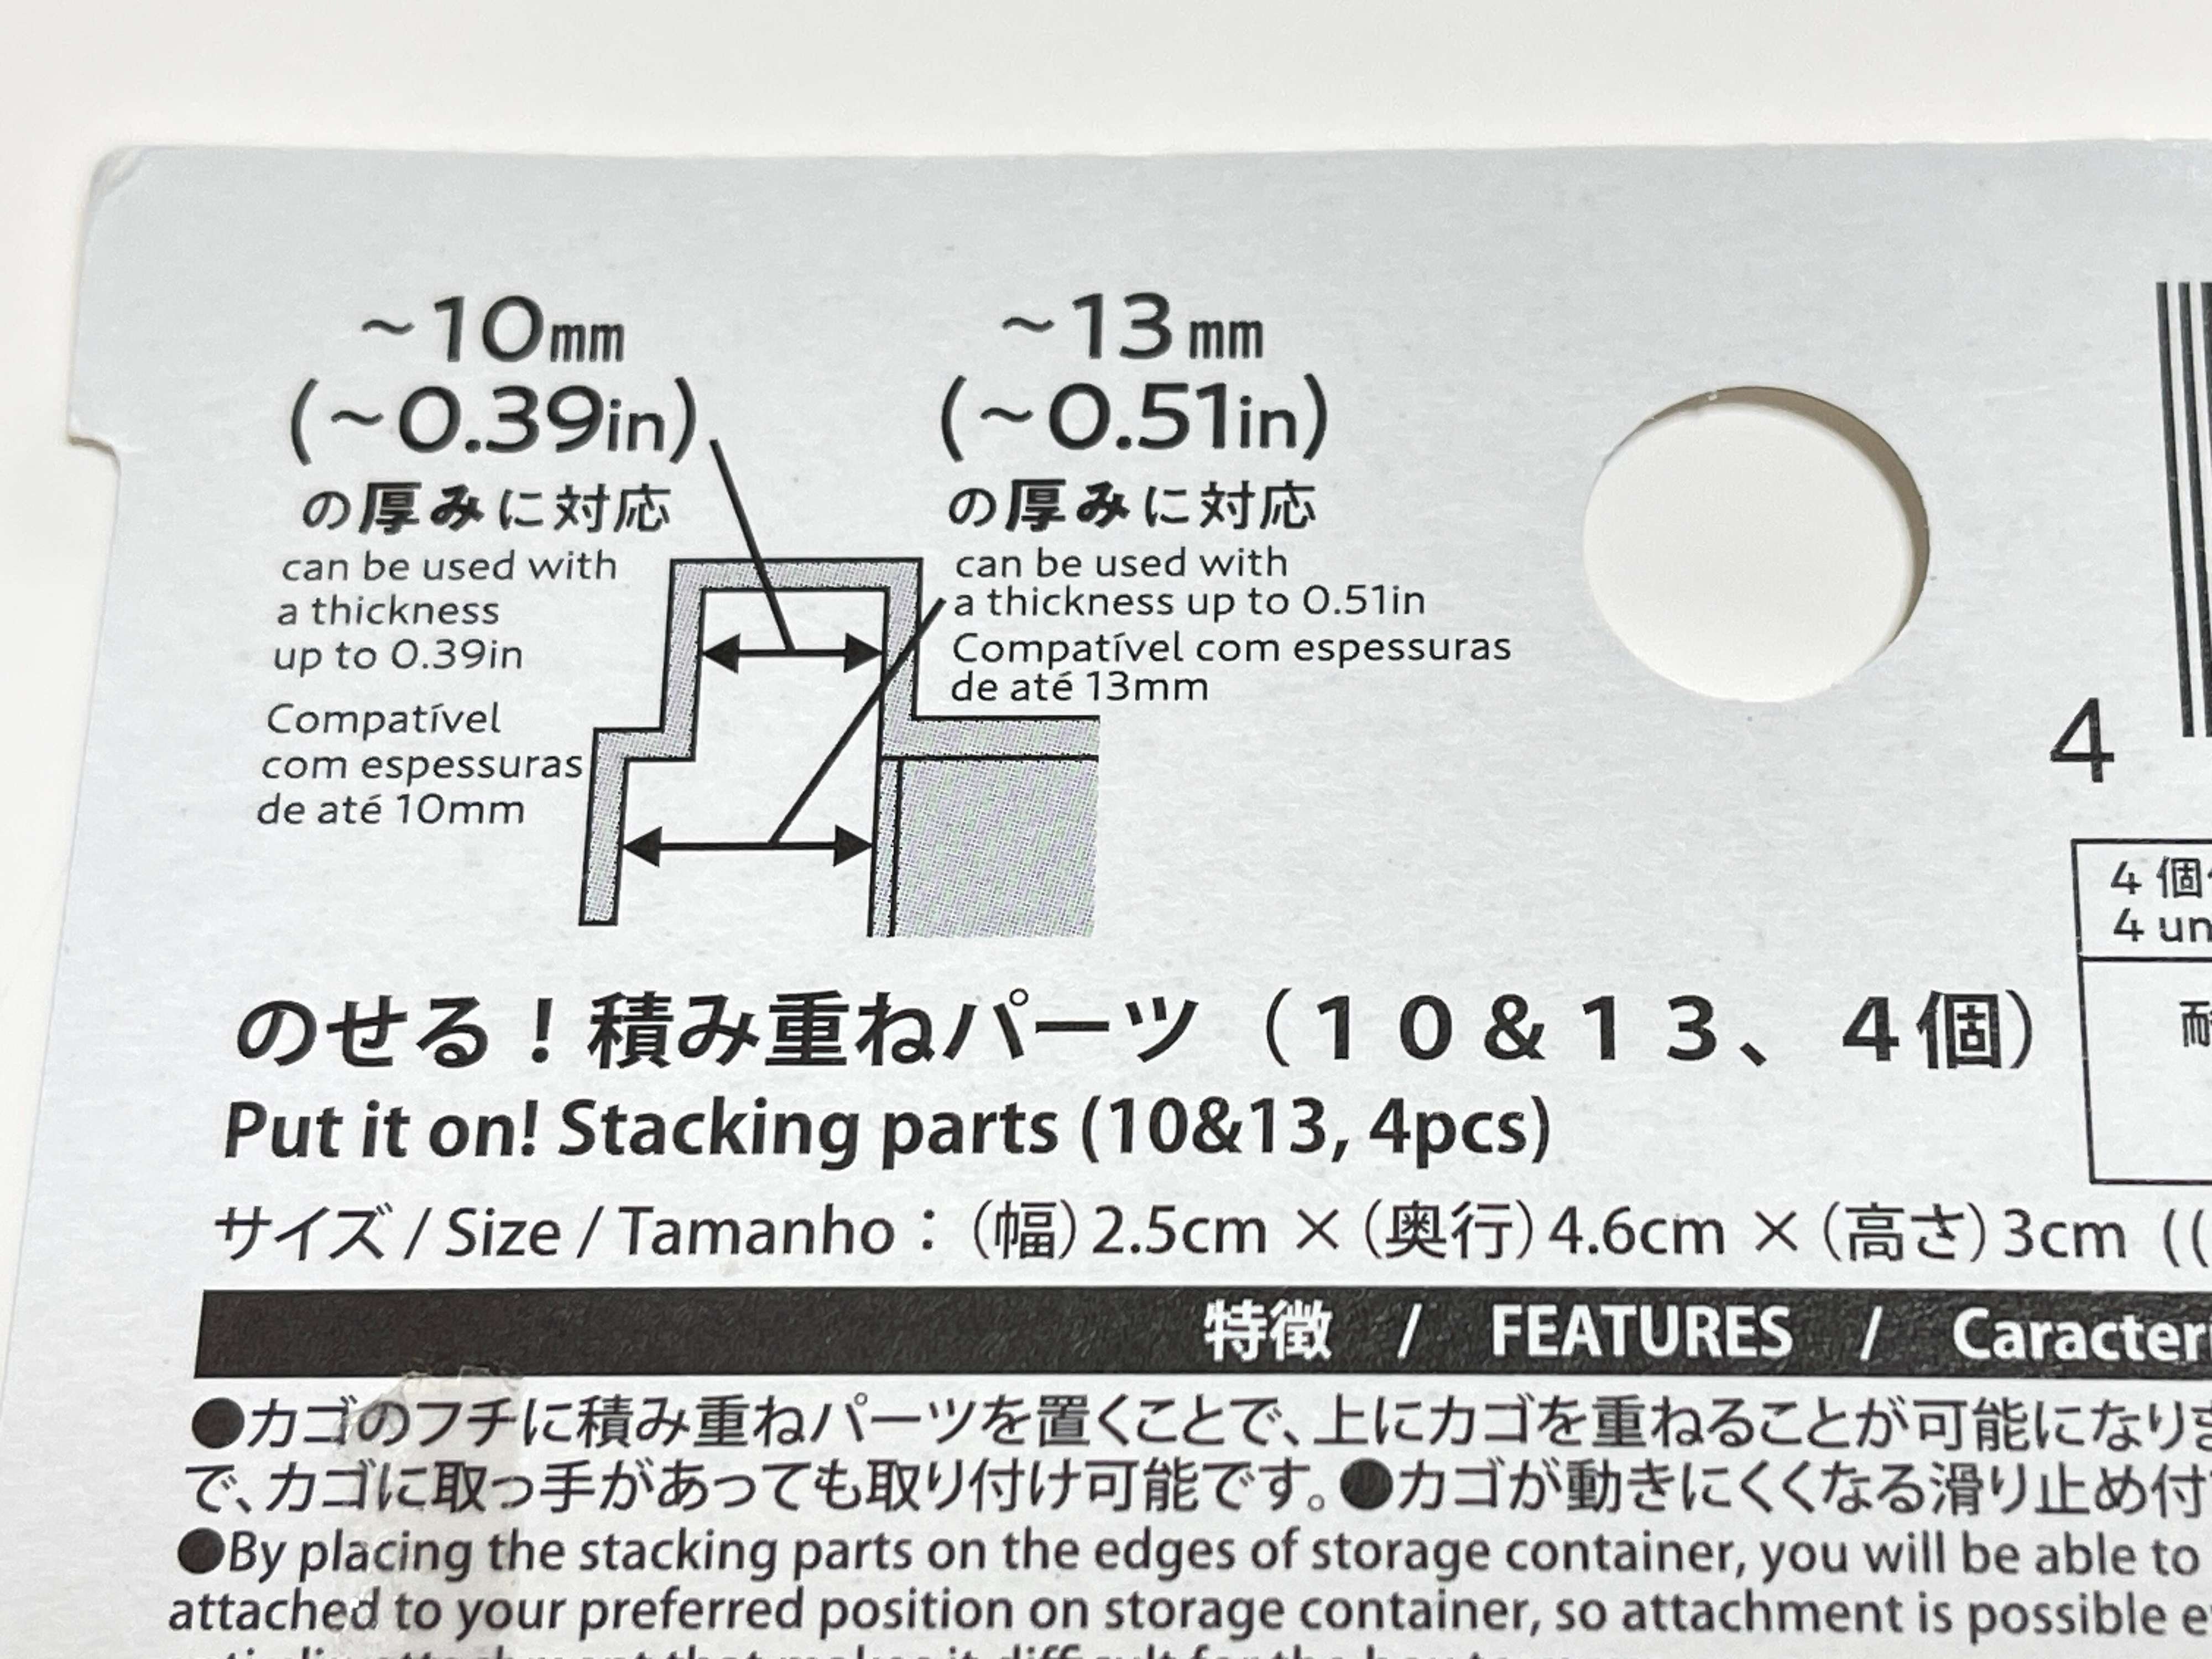 ~10mm
(~0.39in)
の厚みに対応
can be used with
a thickness
up to 0.39in
Compatível
com espessuras
de até 10mm
~13mm
(~0.51in)
の厚みに対応
can be used with
a thickness up to 0.51in
Compatível com espessuras
de até 13mm
4
4個
4 un
のせる！積み重ねパーツ（１０＆１３、４個）
Put it on! Stacking parts (10&13, 4pcs)
サイズ / Size / Tamanho：（幅）2.5cm ×（奥行）4.6cm ×（高さ）3cm ((
特徴 / FEATURES / Caracter
●カゴのフチに積み重ねパーツを置くことで、上にカゴを重ねることが可能になりま
で、カゴに取っ手があっても取り付け可能です。●カゴが動きにくくなる滑り止め付
●By placing the stacking parts on the edges of storage container, you will be able to
attached to your preferred position on storage container, so attachment is possible e